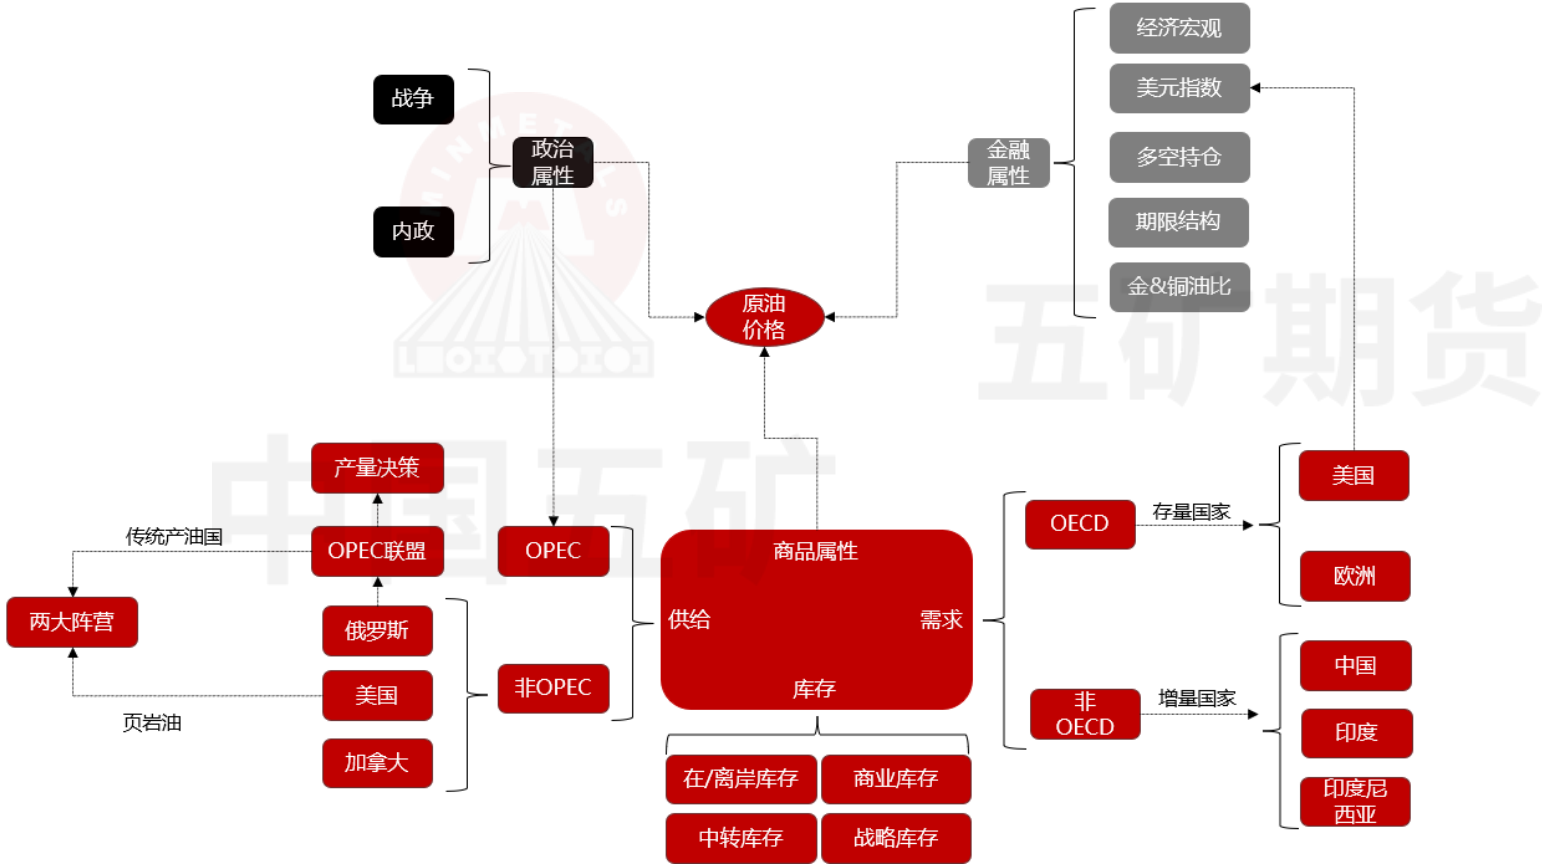 经济宏观
美元指数
多空持仓
期限结构
金&铜油比
金融
属性
战争
内政
政治
属性
MINMETALS
原油
价格
五矿期货
中国五矿
产量决策
OPEC联盟
传统产油国
两大阵营
俄罗斯
美国
页岩油
加拿大
OPEC
非OPEC
商品属性
供给
需求
库存
在/离岸库存
商业库存
中转库存
战略库存
OECD
存量国家
美国
欧洲
非
OECD
增量国家
中国
印度
印度尼
西亚